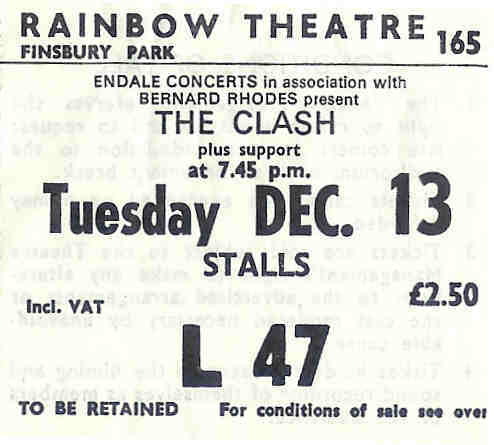 RAINBOW THEATRE
FINSBURY PARK
165
ENDALE CONCERTS in association with
BERNARD RHODES present
THE CLASH
plus support
at 7.45 p.m.
Tuesday DEC. 13
STALLS
£2.50
Incl. VAT
L 47
TO BE RETAINED For conditions of sale see over